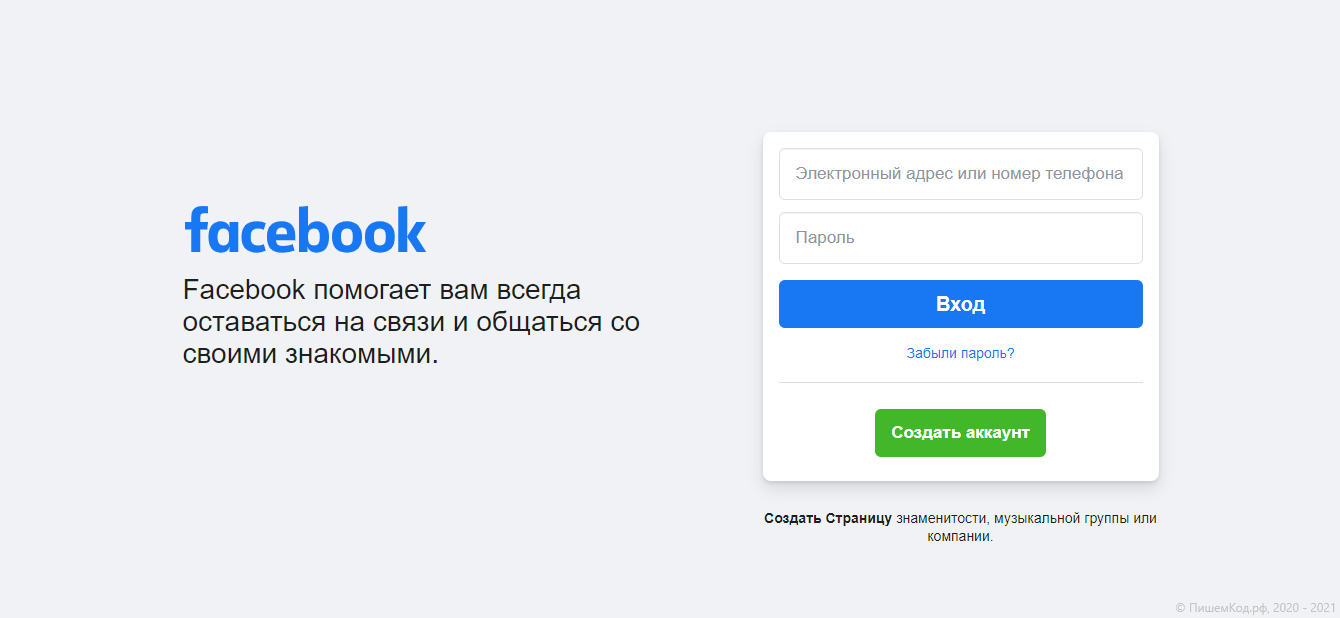 facebook
Facebook помогает вам всегда
оставаться на связи и общаться со
своими знакомыми.
Электронный адрес или номер телефона
Пароль
Вход
Забыли пароль?
Создать аккаунт
Создать Страницу знаменитости, музыкальной группы или
компании.
© ПишемКод.рф, 2020 - 2021